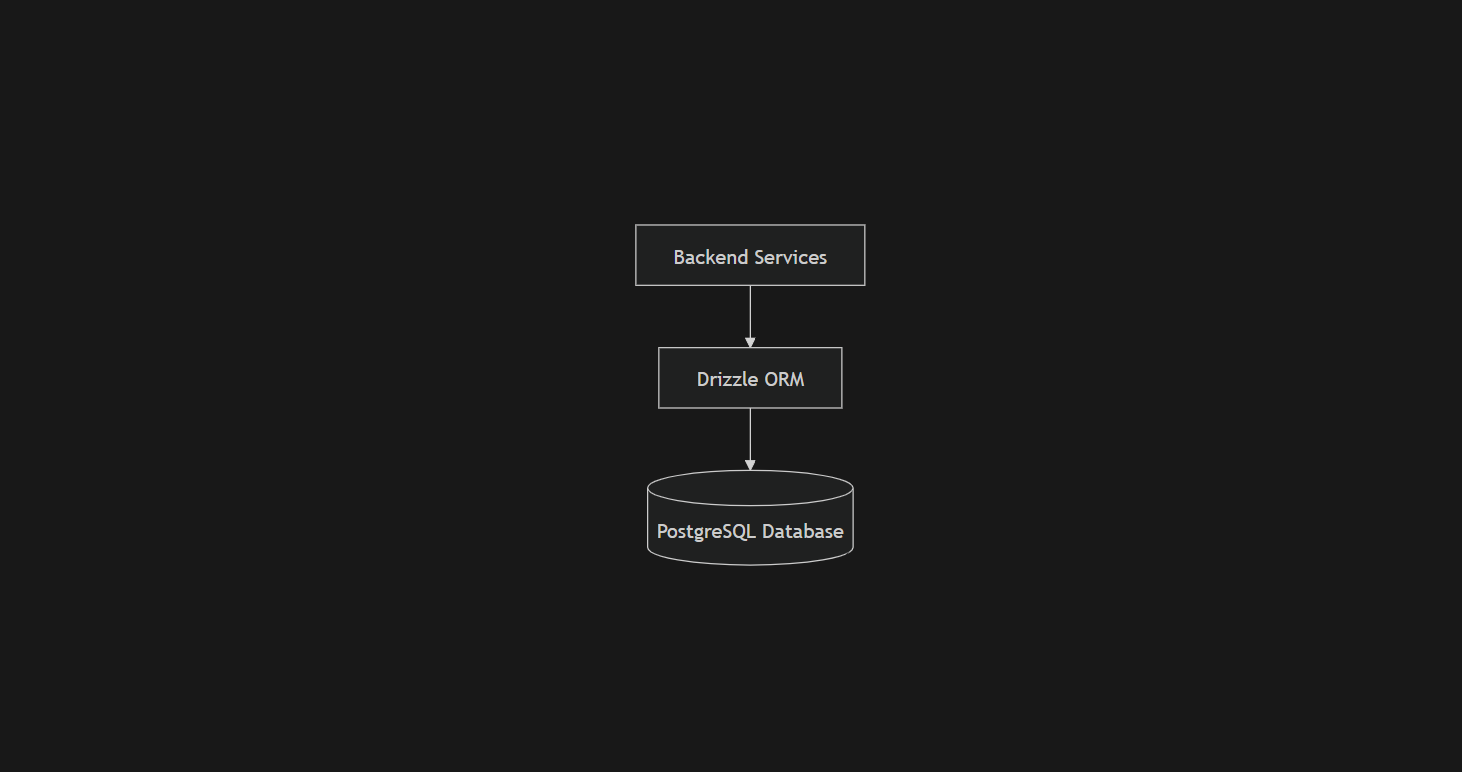 Backend Services
Drizzle ORM
PostgreSQL Database